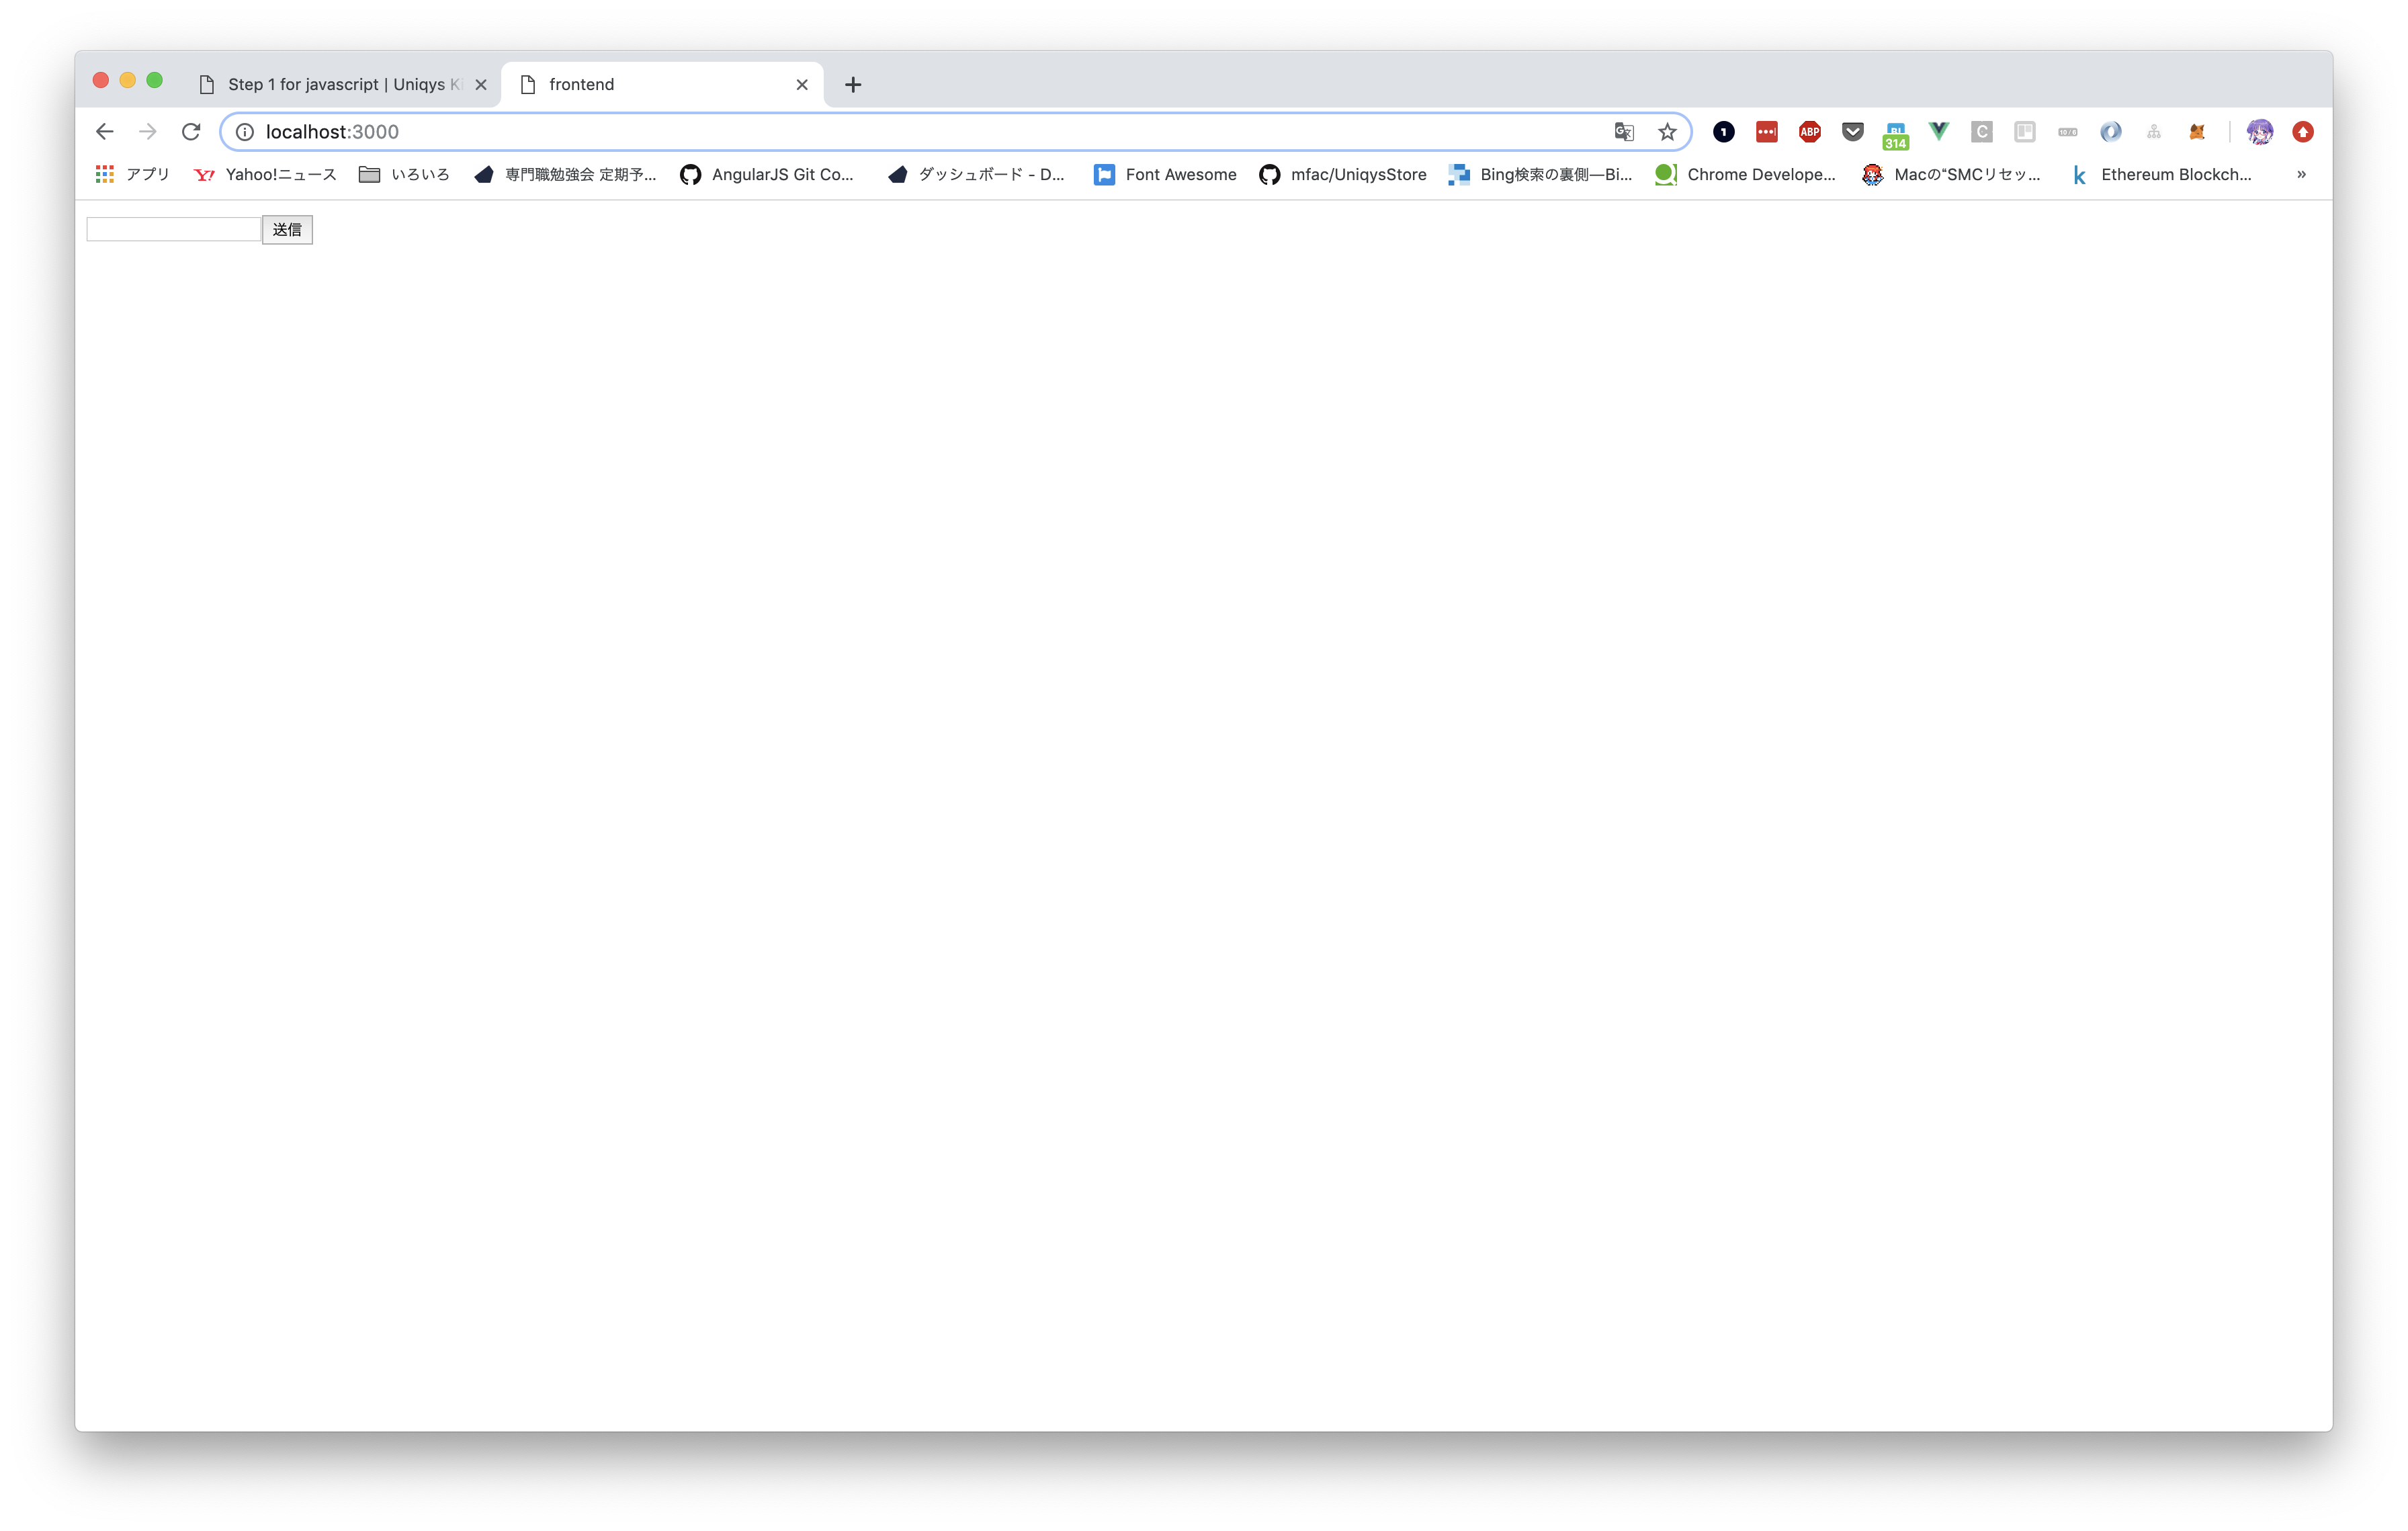 Step 1 for javascript | Uniqys Ki
frontend
localhost:3000
1 ABP 314 C 10/6
アプリ Y! Yahoo!ニュース いろいろ 専門職勉強会 定期予... AngularJS Git Co... ダッシュボード - D... Font Awesome mfac/UniqysStore Bing検索の裏側—Bi... Chrome Develope... Macの“SMCリセッ... k Ethereum Blockch... »
送信